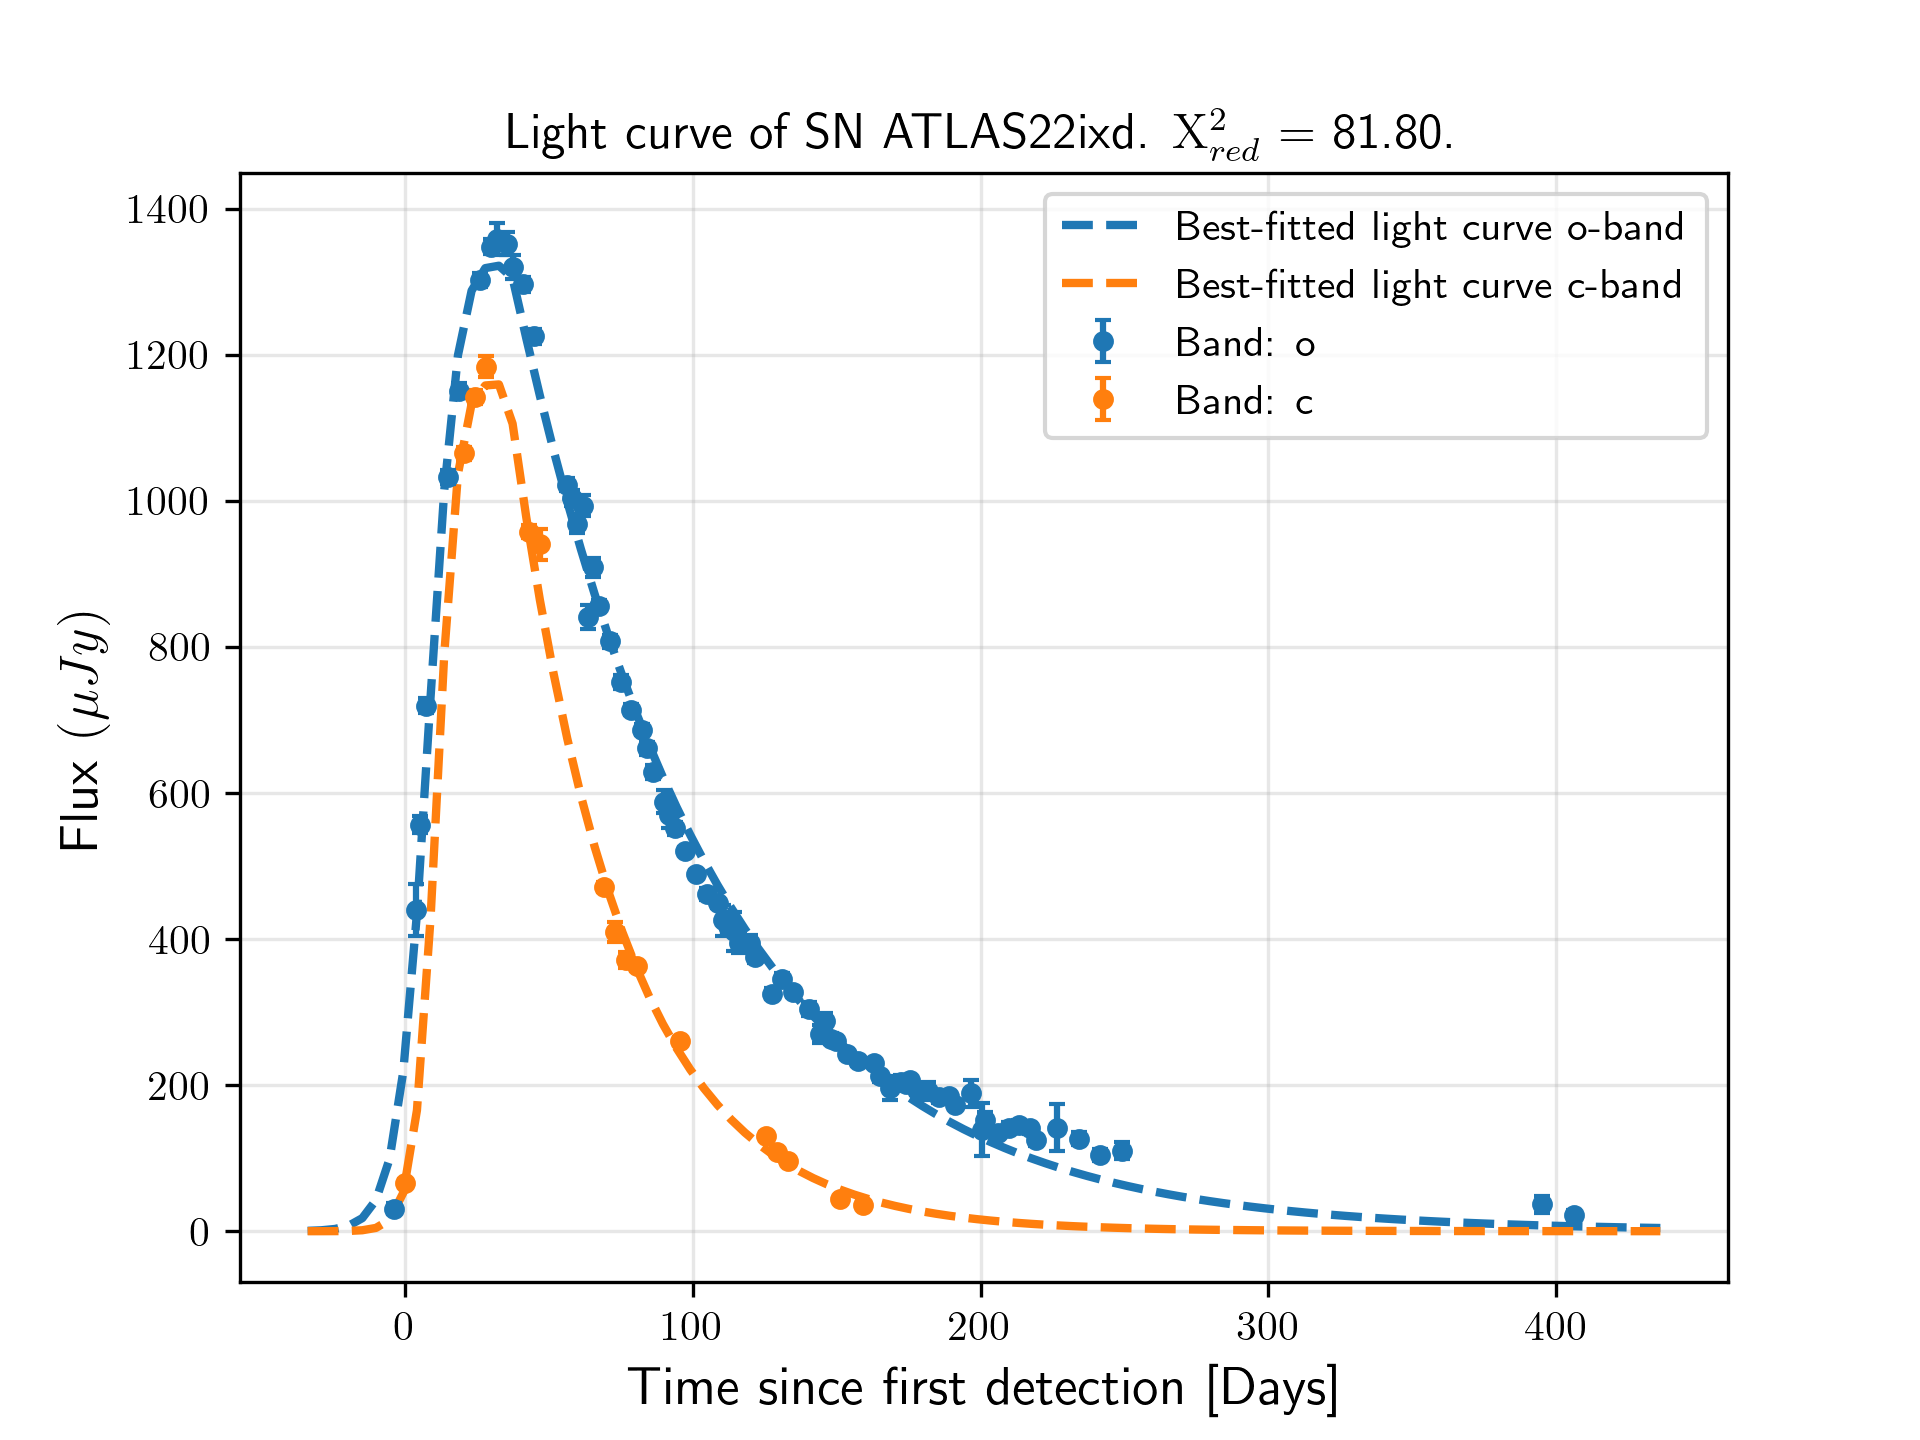 Light curve of SN ATLAS22ixd. X²_red = 81.80.
Best-fitted light curve o-band
Best-fitted light curve c-band
Band: o
Band: c
1400
1200
1000
800
600
400
200
0
Flux (μJy)
0 100 200 300 400
Time since first detection [Days]